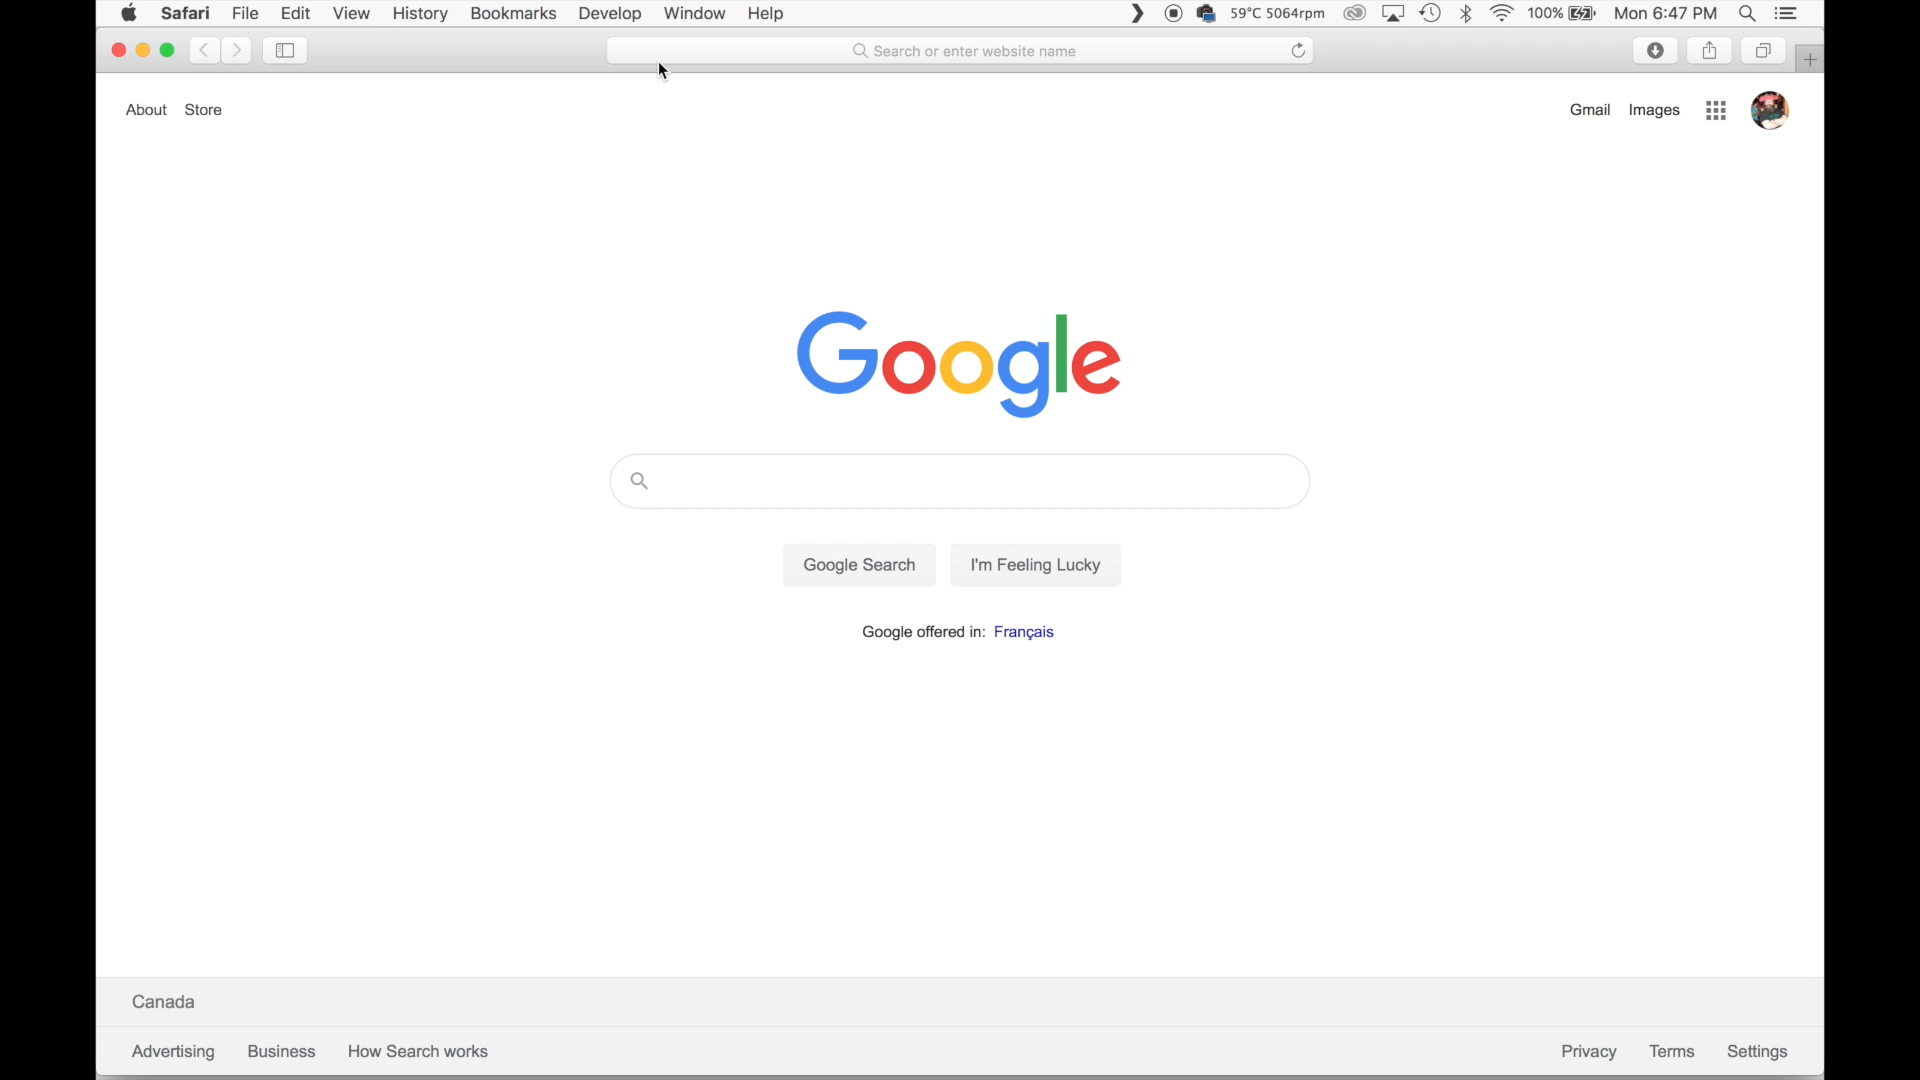 Safari File Edit View History Bookmarks Develop Window Help 59°C 5064rpm 100% Mon 6:47 PM
Search or enter website name
About Store Gmail Images
Google
Google Search I'm Feeling Lucky
Google offered in: Français
Canada
Advertising Business How Search works Privacy Terms Settings